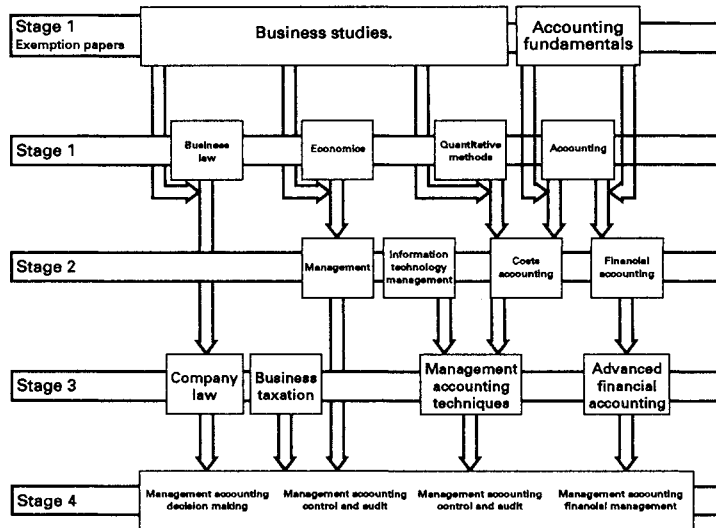 Stage 1
Exemption papers
Business studies.
Accounting
fundamentals
Stage 1
Business
law
Economice
Quantitative
methods
Accounting
Stage 2
Management
Information
technology
management
Costs
accounting
Financial
accounting
Stage 3
Company
law
Business
taxation
Management
accounting
techniques
Advanced
financial
accounting
Stage 4
Management accounting
decision making
Management accounting
control and audit
Management accounting
control and audit
Management accounting
financial management